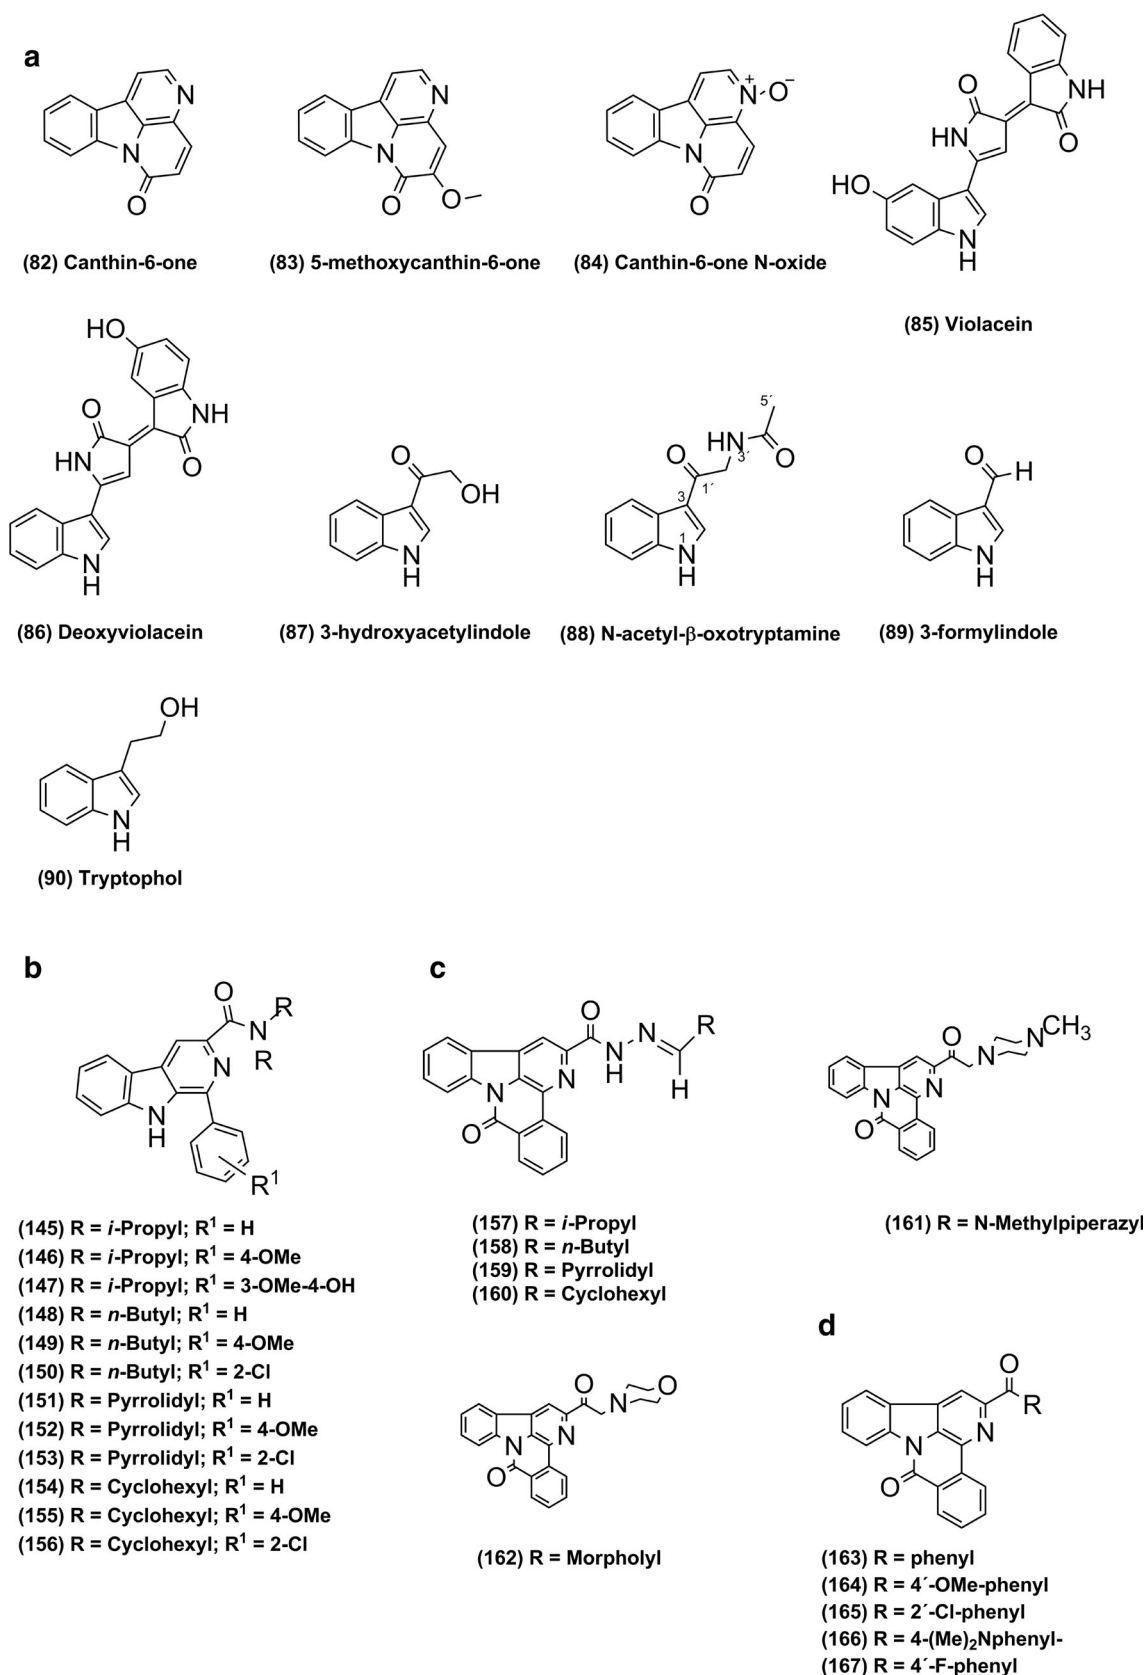 a
N
N
O
N
N
O
O
N+
O−
N
O
O
NH
HN
O
HO
N
H
(82) Canthin-6-one
(83) 5-methoxycanthin-6-one
(84) Canthin-6-one N-oxide
(85) Violacein
HO
O
NH
HN
O
N
H
O
OH
N
H
5´
HN
3´
O
O
1´
3
1
N
H
O
H
N
H
(86) Deoxyviolacein
(87) 3-hydroxyacetylindole
(88) N-acetyl-β-oxotryptamine
(89) 3-formylindole
OH
N
H
(90) Tryptophol
b
O
R
N
R
N
N
H
R1
(145) R = i-Propyl; R1 = H
(146) R = i-Propyl; R1 = 4-OMe
(147) R = i-Propyl; R1 = 3-OMe-4-OH
(148) R = n-Butyl; R1 = H
(149) R = n-Butyl; R1 = 4-OMe
(150) R = n-Butyl; R1 = 2-Cl
(151) R = Pyrrolidyl; R1 = H
(152) R = Pyrrolidyl; R1 = 4-OMe
(153) R = Pyrrolidyl; R1 = 2-Cl
(154) R = Cyclohexyl; R1 = H
(155) R = Cyclohexyl; R1 = 4-OMe
(156) R = Cyclohexyl; R1 = 2-Cl
c
O
N
R
N
H
H
N
N
O
(157) R = i-Propyl
(158) R = n-Butyl
(159) R = Pyrrolidyl
(160) R = Cyclohexyl
O
N
N
CH3
N
N
O
(161) R = N-Methylpiperazyl
O
N
O
N
N
O
(162) R = Morpholyl
d
O
R
N
N
O
(163) R = phenyl
(164) R = 4´-OMe-phenyl
(165) R = 2´-Cl-phenyl
(166) R = 4-(Me)2Nphenyl-
(167) R = 4´-F-phenyl